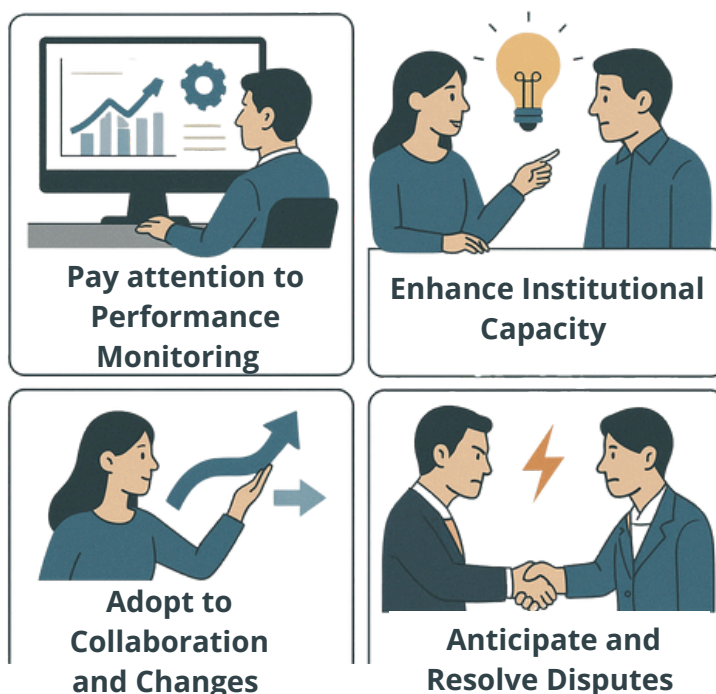 Pay attention to
Performance
Monitoring
Enhance Institutional
Capacity
Adopt to
Collaboration
and Changes
Anticipate and
Resolve Disputes